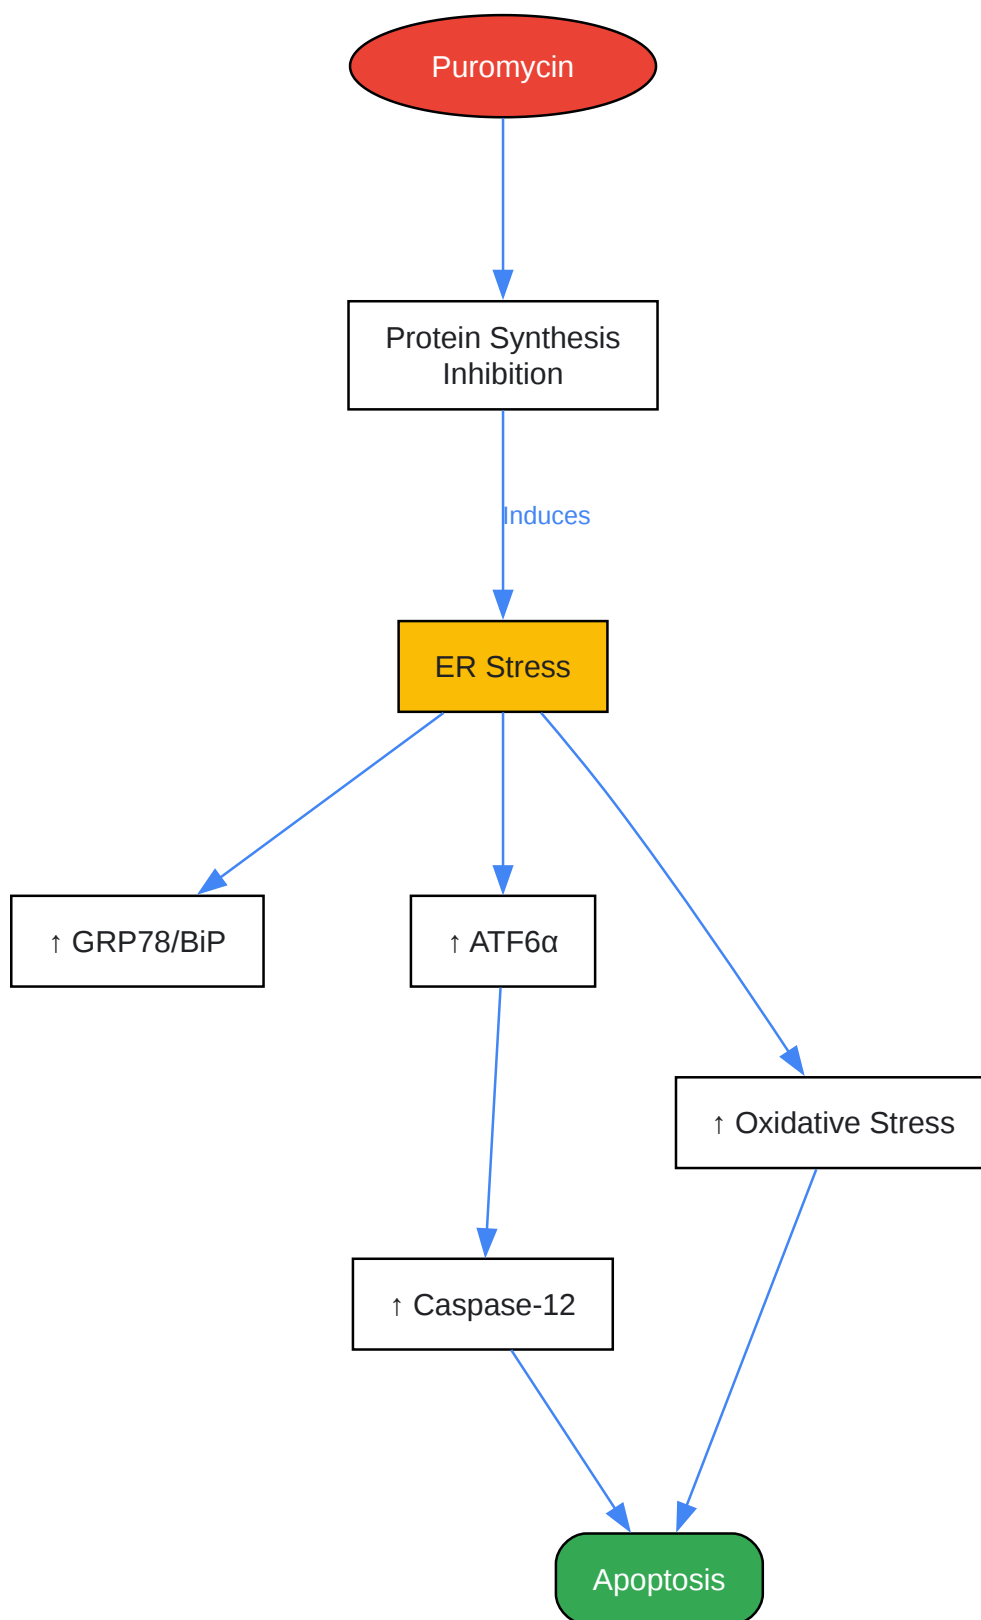 Puromycin
Protein Synthesis
Inhibition
Induces
ER Stress
↑ GRP78/BiP
↑ ATF6α
↑ Oxidative Stress
↑ Caspase-12
Apoptosis